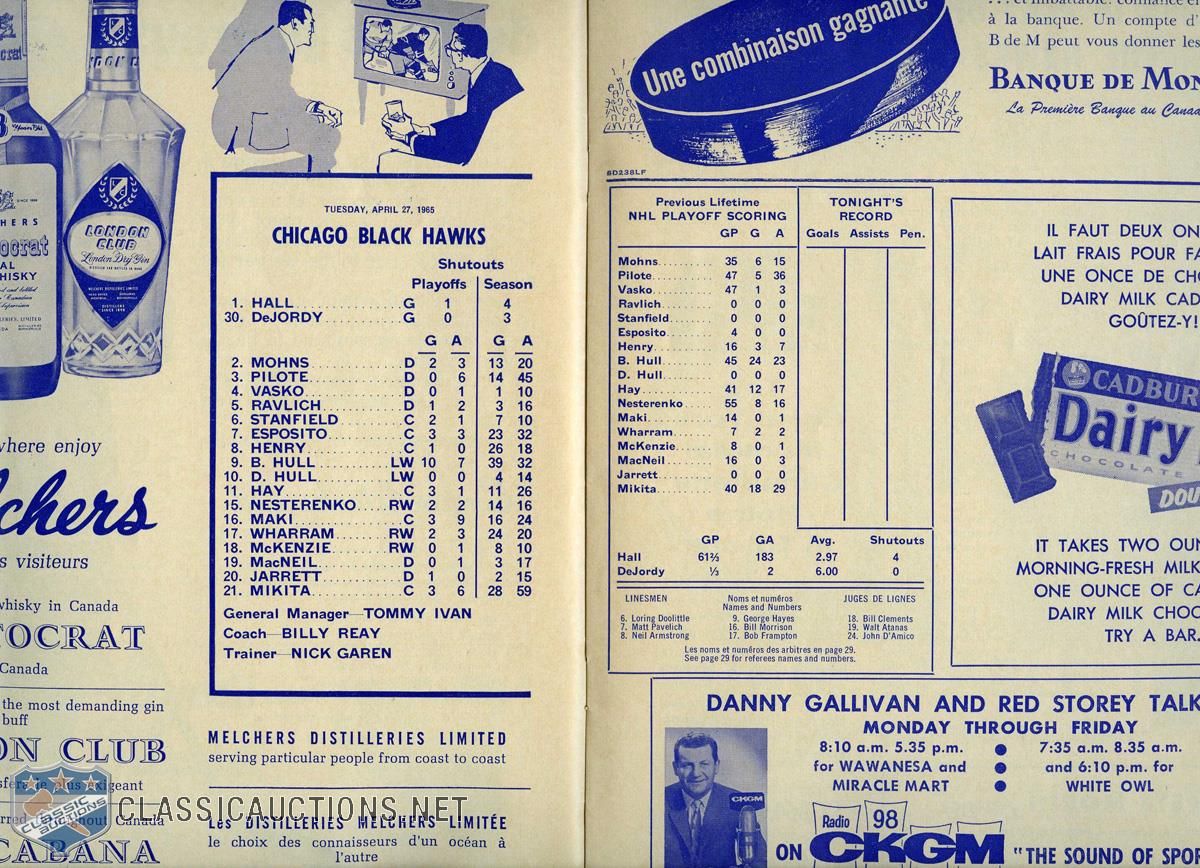 LONDON
CLUB
London Dry Gin
TUESDAY, APRIL 27, 1965
CHICAGO BLACK HAWKS
Shutouts
Playoffs Season
1. HALL G 1 4
30. DeJORDY G 0 3
G A G A
2. MOHNS D 2 3 13 20
3. PILOTE D 0 6 14 45
4. VASKO D 0 1 1 10
5. RAVLICH D 1 2 3 16
6. STANFIELD C 2 1 7 10
7. ESPOSITO C 3 3 23 32
8. HENRY C 1 0 26 18
9. B. HULL LW 10 7 39 32
10. D. HULL LW 0 0 4 14
11. HAY C 3 1 11 26
15. NESTERENKO RW 2 2 14 16
16. MAKI C 3 9 16 24
17. WHARRAM RW 2 3 24 20
18. McKENZIE RW 0 1 8 10
19. MacNEIL D 0 1 3 17
20. JARRETT D 1 0 2 15
21. MIKITA C 3 6 28 59
General Manager—TOMMY IVAN
Coach—BILLY REAY
Trainer—NICK GAREN
where enjoy
chers
s visiteurs
whisky in Canada
TOCRAT
Canada
the most demanding gin
buff
ON CLUB
plus exigeant
Canada
CABANA
MELCHERS DISTILLERIES LIMITED
serving particular people from coast to coast
Les DISTILLERIES MELCHERS LIMITÉE
le choix des connaisseurs d'un océan à
l'autre
CLASSIC
AUCTIONS
CLASSICAUCTIONS.NET
Une combinaison gagnante
à la banque. Un compte d'
B de M peut vous donner les
BANQUE DE MON
La Première Banque au Cana
SD238LF
Previous Lifetime
NHL PLAYOFF SCORING
GP G A
Mohns 35 6 15
Pilote 47 5 36
Vasko 47 1 3
Ravlich 0 0 0
Stanfield 0 0 0
Esposito 4 0 0
Henry 16 3 7
B. Hull 45 24 23
D. Hull 0 0 0
Hay 41 12 17
Nesterenko 55 8 16
Maki 14 0 1
Wharram 7 2 2
McKenzie 8 0 1
MacNeil 16 0 3
Jarrett 0 0 0
Mikita 40 18 29
TONIGHT'S
RECORD
Goals Assists Pen.
GP GA Avg. Shutouts
Hall 61⅔ 183 2.97 4
DeJordy ⅓ 2 6.00 0
LINESMEN Noms et numéros JUGES DE LIGNES
Names and Numbers
6. Loring Doolittle 9. George Hayes 18. Bill Clements
7. Matt Pavelich 16. Bill Morrison 19. Walt Atanas
8. Neil Armstrong 17. Bob Frampton 24. John D'Amico
Les noms et numéros des arbitres en page 29.
See page 29 for referees names and numbers.
IL FAUT DEUX ON
LAIT FRAIS POUR FA
UNE ONCE DE CHO
DAIRY MILK CAD
GOÛTEZ-Y!
CADBUR
Dairy
CHOCOLATE
DOU
IT TAKES TWO OUN
MORNING-FRESH MILK
ONE OUNCE OF CA
DAIRY MILK CHOC
TRY A BAR.
DANNY GALLIVAN AND RED STOREY TALK
MONDAY THROUGH FRIDAY
8:10 a.m. 5.35 p.m. 7:35 a.m. 8.35 a.m.
for WAWANESA and and 6:10 p.m. for
MIRACLE MART WHITE OWL
CKGM
Radio 98
ON CKGM "THE SOUND OF SPOR